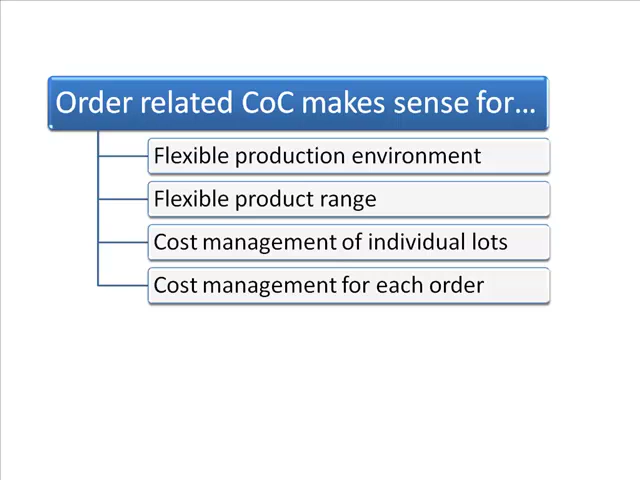 Order related CoC makes sense for…
Flexible production environment
Flexible product range
Cost management of individual lots
Cost management for each order